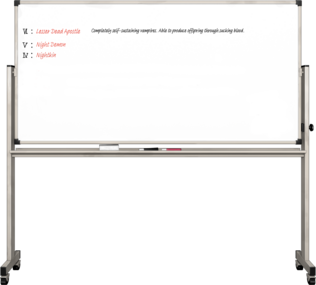 VI : Lesser Dead Apostle Completely self-sustaining vampires. Able to produce offspring through sucking blood.
V : Night Demon
IV : Nightkin